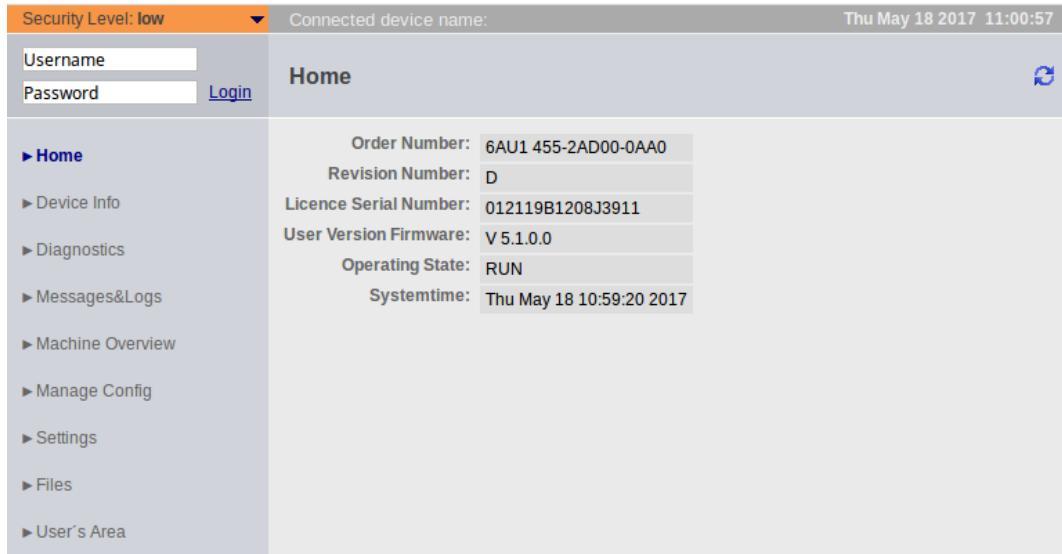 Security Level: low
Connected device name:
Thu May 18 2017 11:00:57
Username
Password
Login
Home
►Home
►Device Info
►Diagnostics
►Messages&Logs
►Machine Overview
►Manage Config
►Settings
►Files
►User´s Area
Order Number: 6AU1 455-2AD00-0AA0
Revision Number: D
Licence Serial Number: 012119B1208J3911
User Version Firmware: V 5.1.0.0
Operating State: RUN
Systemtime: Thu May 18 10:59:20 2017